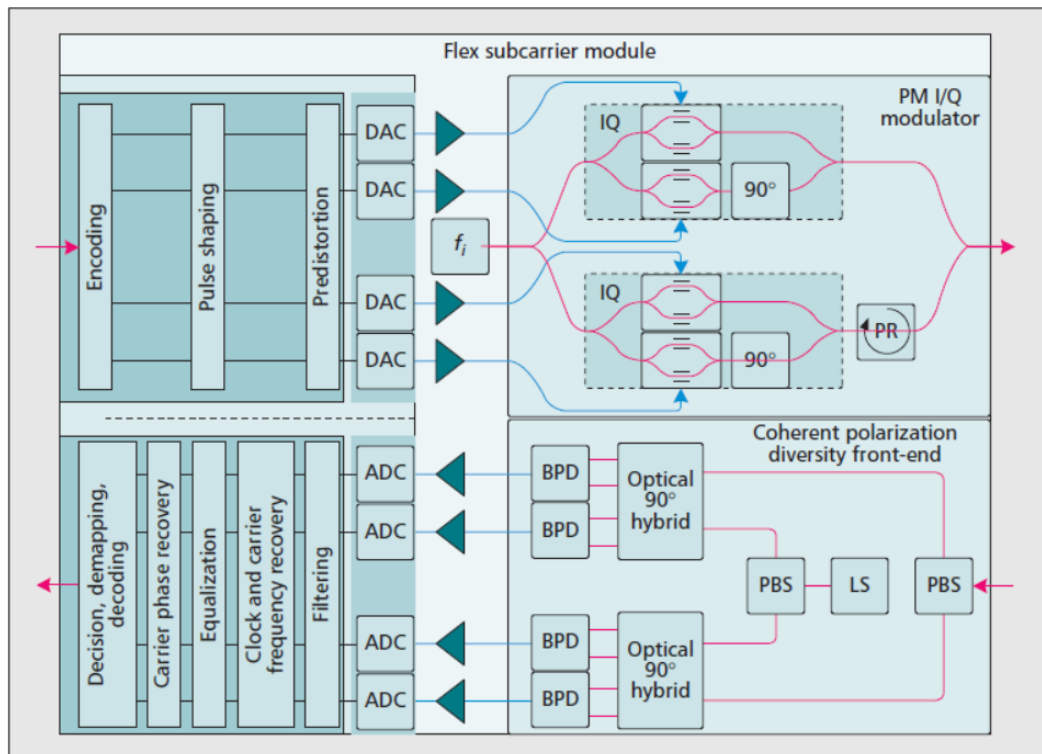 Flex subcarrier module
Encoding
Pulse shaping
Predistortion
DAC
DAC
DAC
DAC
f_i
IQ
90°
IQ
90°
PR
PM I/Q
modulator
Decision, demapping,
decoding
Carrier phase recovery
Equalization
Clock and carrier
frequency recovery
Filtering
ADC
ADC
ADC
ADC
BPD
BPD
BPD
BPD
Optical
90°
hybrid
Optical
90°
hybrid
Coherent polarization
diversity front-end
PBS
LS
PBS